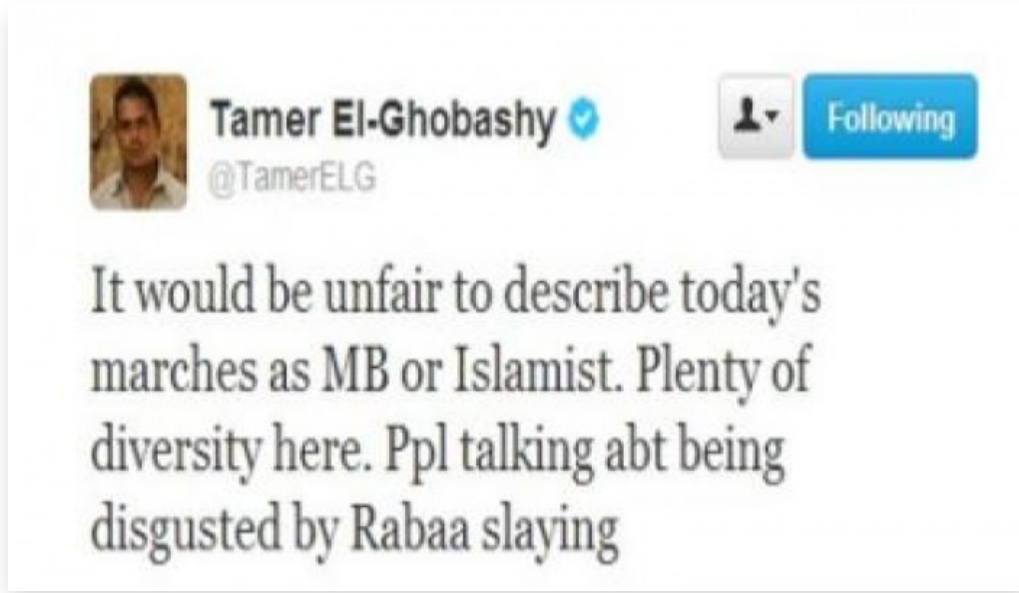 Tamer El-Ghobashy
@TamerELG
Following
It would be unfair to describe today's
marches as MB or Islamist. Plenty of
diversity here. Ppl talking abt being
disgusted by Rabaa slaying